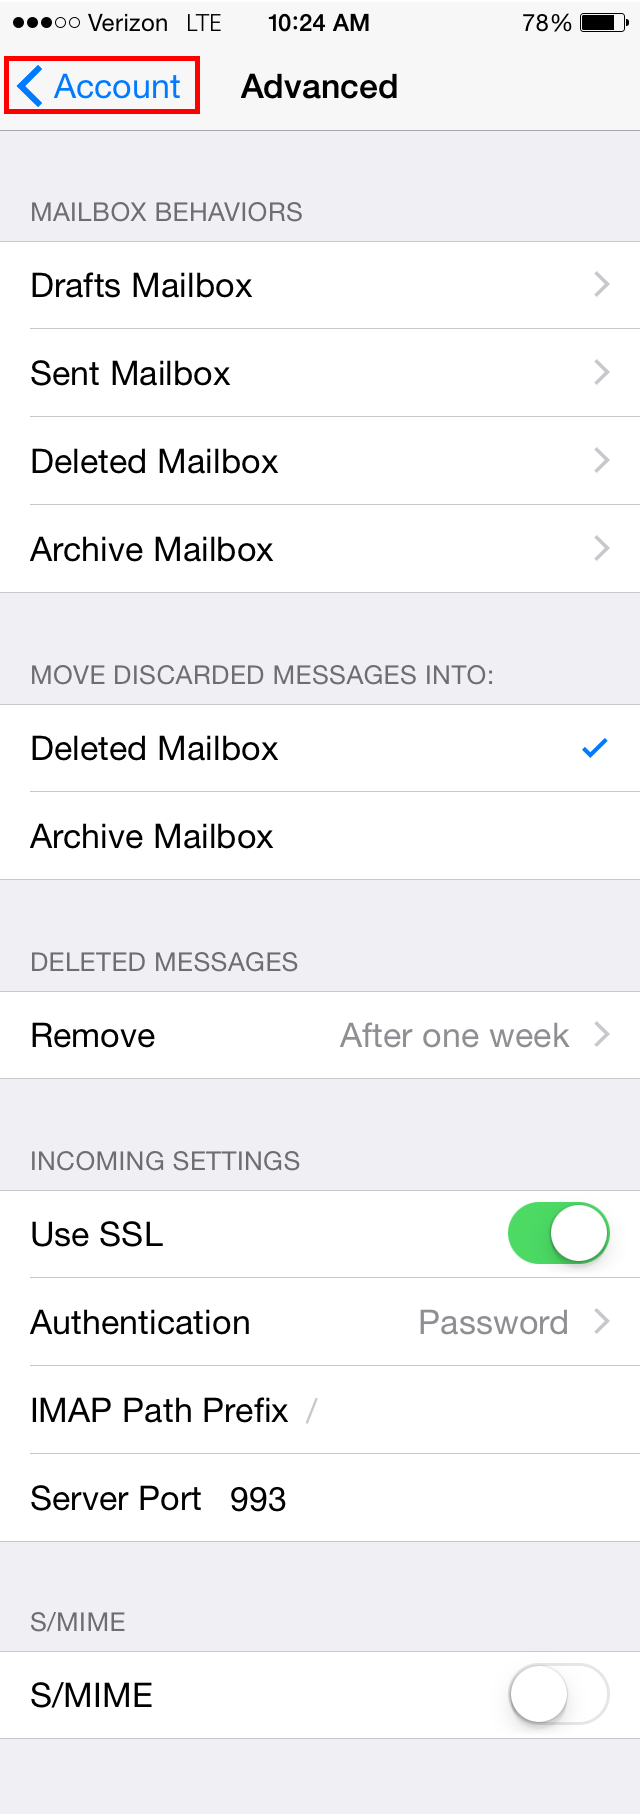 Verizon LTE 10:24 AM 78%
Account Advanced
MAILBOX BEHAVIORS
Drafts Mailbox
Sent Mailbox
Deleted Mailbox
Archive Mailbox
MOVE DISCARDED MESSAGES INTO:
Deleted Mailbox
Archive Mailbox
DELETED MESSAGES
Remove After one week
INCOMING SETTINGS
Use SSL
Authentication Password
IMAP Path Prefix /
Server Port 993
S/MIME
S/MIME